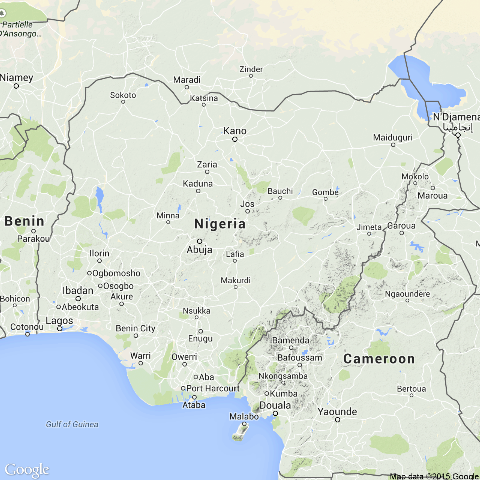 Partielle
D'Ansongo...
Zinder
Niamey
Maradi
Sokoto
Katsina
N'Djamena
إنجامينا
Kano
Maiduguri
Zaria
Kaduna
Mokolo
Maroua
Bauchi
Gombe
Jos
Minna
Nigeria
Benin
Parakou
Jimeta
Garoua
Abuja
Ilorin
Lafia
Ogbomosho
Makurdi
Osogbo
Ibadan
Akure
Ngaoundere
Bohicon
Abeokuta
Nsukka
Cotonou
Lagos
Benin City
Enugu
Bamenda
Warri
Owerri
Bafoussam
Cameroon
Nkongsamba
Aba
Port Harcourt
Kumba
Bertoua
Ataba
Douala
Malabo
Yaounde
Gulf of Guinea
Google
Map data ©2015 Google